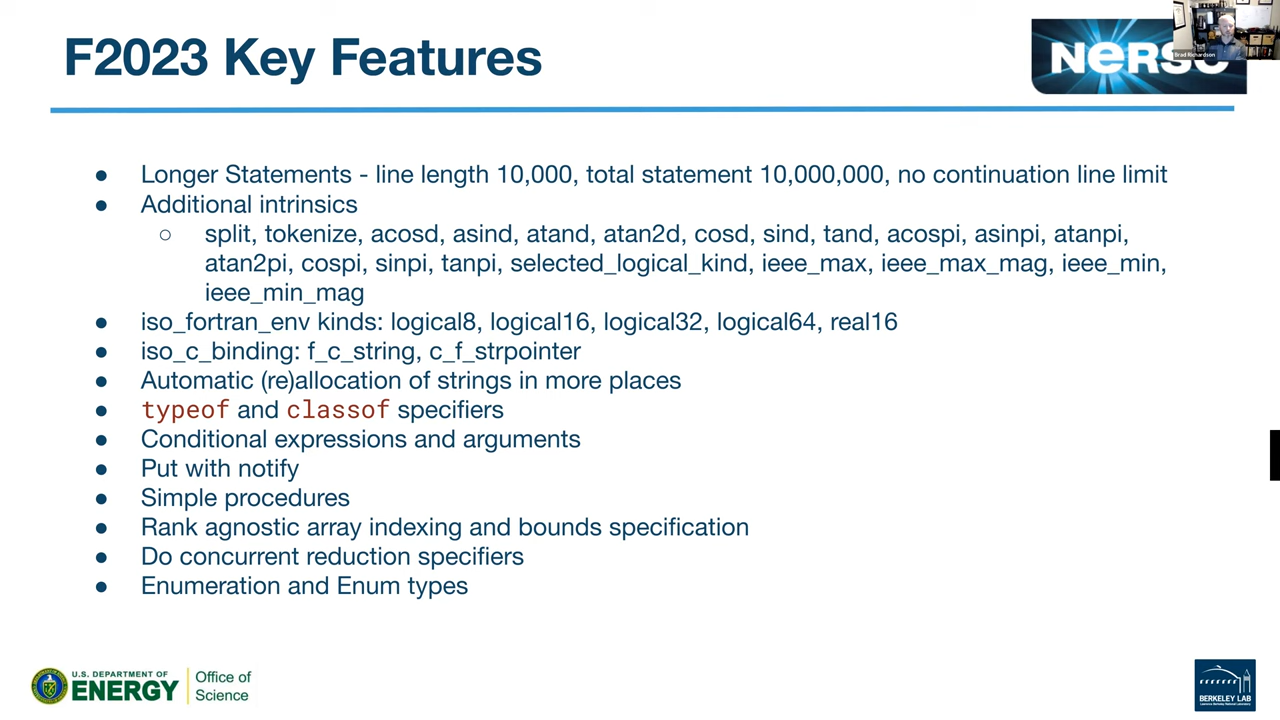 F2023 Key Features
NERSC
Brad Richardson
● Longer Statements - line length 10,000, total statement 10,000,000, no continuation line limit
● Additional intrinsics
○ split, tokenize, acosd, asind, atand, atan2d, cosd, sind, tand, acospi, asinpi, atanpi,
atan2pi, cospi, sinpi, tanpi, selected_logical_kind, ieee_max, ieee_max_mag, ieee_min,
ieee_min_mag
● iso_fortran_env kinds: logical8, logical16, logical32, logical64, real16
● iso_c_binding: f_c_string, c_f_strpointer
● Automatic (re)allocation of strings in more places
● typeof and classof specifiers
● Conditional expressions and arguments
● Put with notify
● Simple procedures
● Rank agnostic array indexing and bounds specification
● Do concurrent reduction specifiers
● Enumeration and Enum types
U.S. DEPARTMENT OF
ENERGY
Office of
Science
BERKELEY LAB
Lawrence Berkeley National Laboratory